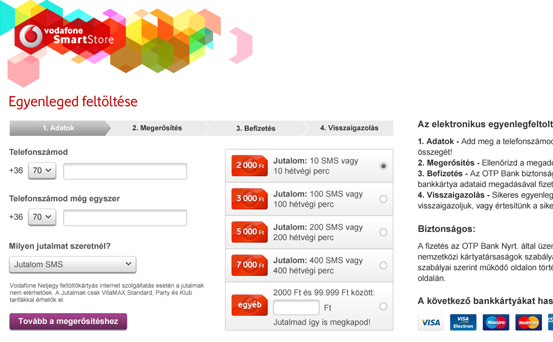 vodafone
SmartStore
Egyenleged feltöltése
1. Adatok
2. Megerősítés
3. Befizetés
4. Visszaigazolás
Telefonszámod
+36 70
Telefonszámod még egyszer
+36 70
Milyen jutalmat szeretnél?
Jutalom SMS
Vodafone Netjegy feltöltőkártyás internet szolgáltatás esetén a jutalmak
nem elérhetőek. A Jutalmak csak VitaMAX Standard, Party és Klub
tarifákkal érhetők el.
Tovább a megerősítéshez
2 000 Ft
Jutalom: 10 SMS vagy
10 hétvégi perc
3 000 Ft
Jutalom: 100 SMS vagy
100 hétvégi perc
5 000 Ft
Jutalom: 200 SMS vagy
200 hétvégi perc
7 000 Ft
Jutalom: 400 SMS vagy
400 hétvégi perc
egyéb
2000 Ft és 99.999 Ft között:
Ft
Jutalmad így is megkapod!
Az elektronikus egyenlegfeltölt
1. Adatok - Add meg a telefonszámod
összegét!
2. Megerősítés - Ellenőrizd a megado
3. Befizetés - Az OTP Bank biztonság
bankkártya adataid megadásával fizet
4. Visszaigazolás - Sikeres egyenleg
visszaigazoljuk, vagy értesítünk a sike
Biztonságos:
A fizetés az OTP Bank Nyrt. által üzem
nemzetközi kártyatársaságok szabálya
szabályai szerint működő oldalon törté
oldalán.
A következő bankkártyákat has
VISA
VISA Electron
Maestro
MasterCard